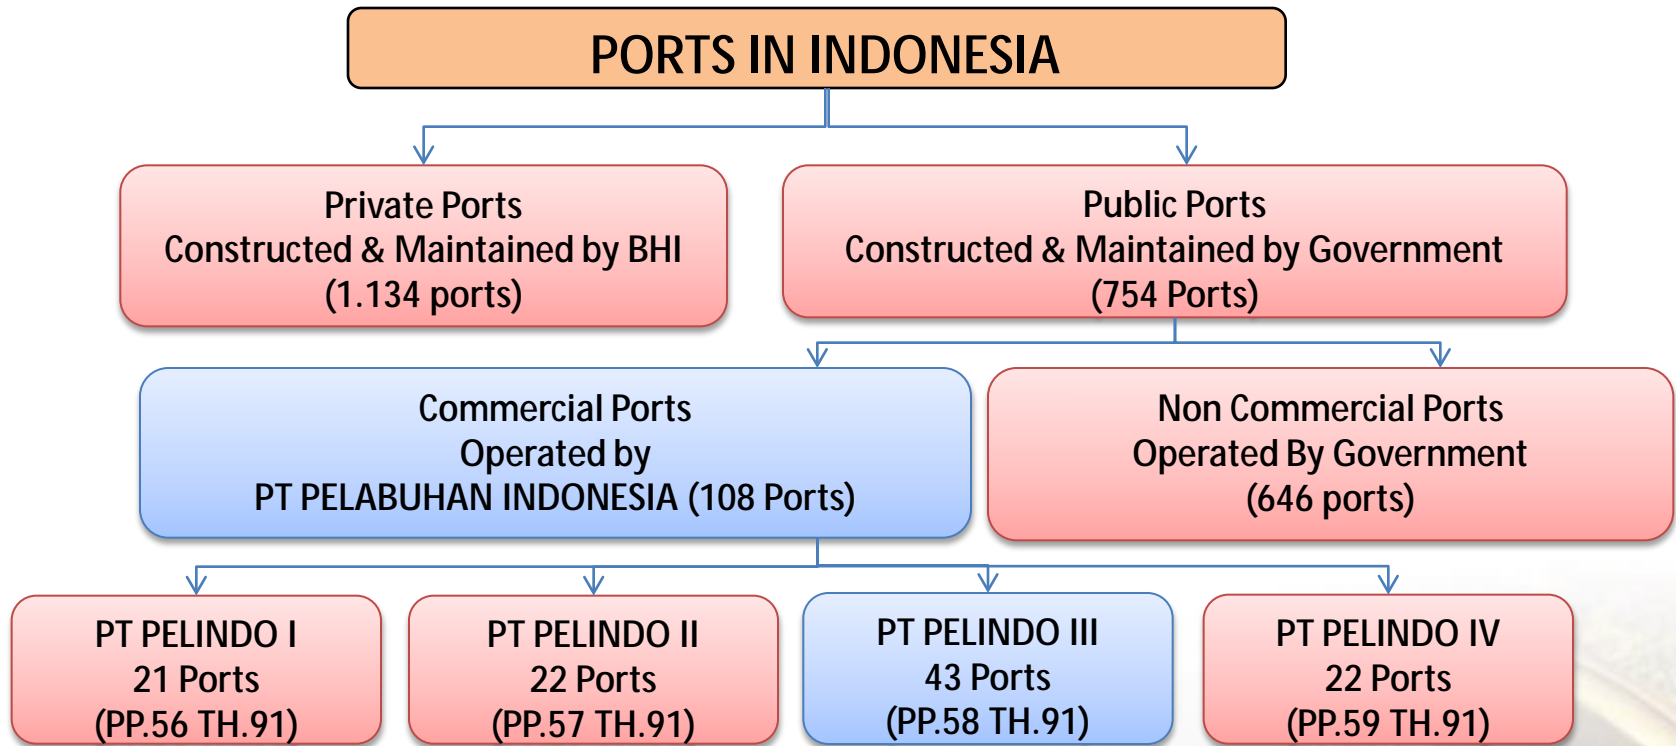 PORTS IN INDONESIA
Private Ports
Constructed & Maintained by BHI
(1.134 ports)
Public Ports
Constructed & Maintained by Government
(754 Ports)
Commercial Ports
Operated by
PT PELABUHAN INDONESIA (108 Ports)
Non Commercial Ports
Operated By Government
(646 ports)
PT PELINDO I
21 Ports
(PP.56 TH.91)
PT PELINDO II
22 Ports
(PP.57 TH.91)
PT PELINDO III
43 Ports
(PP.58 TH.91)
PT PELINDO IV
22 Ports
(PP.59 TH.91)